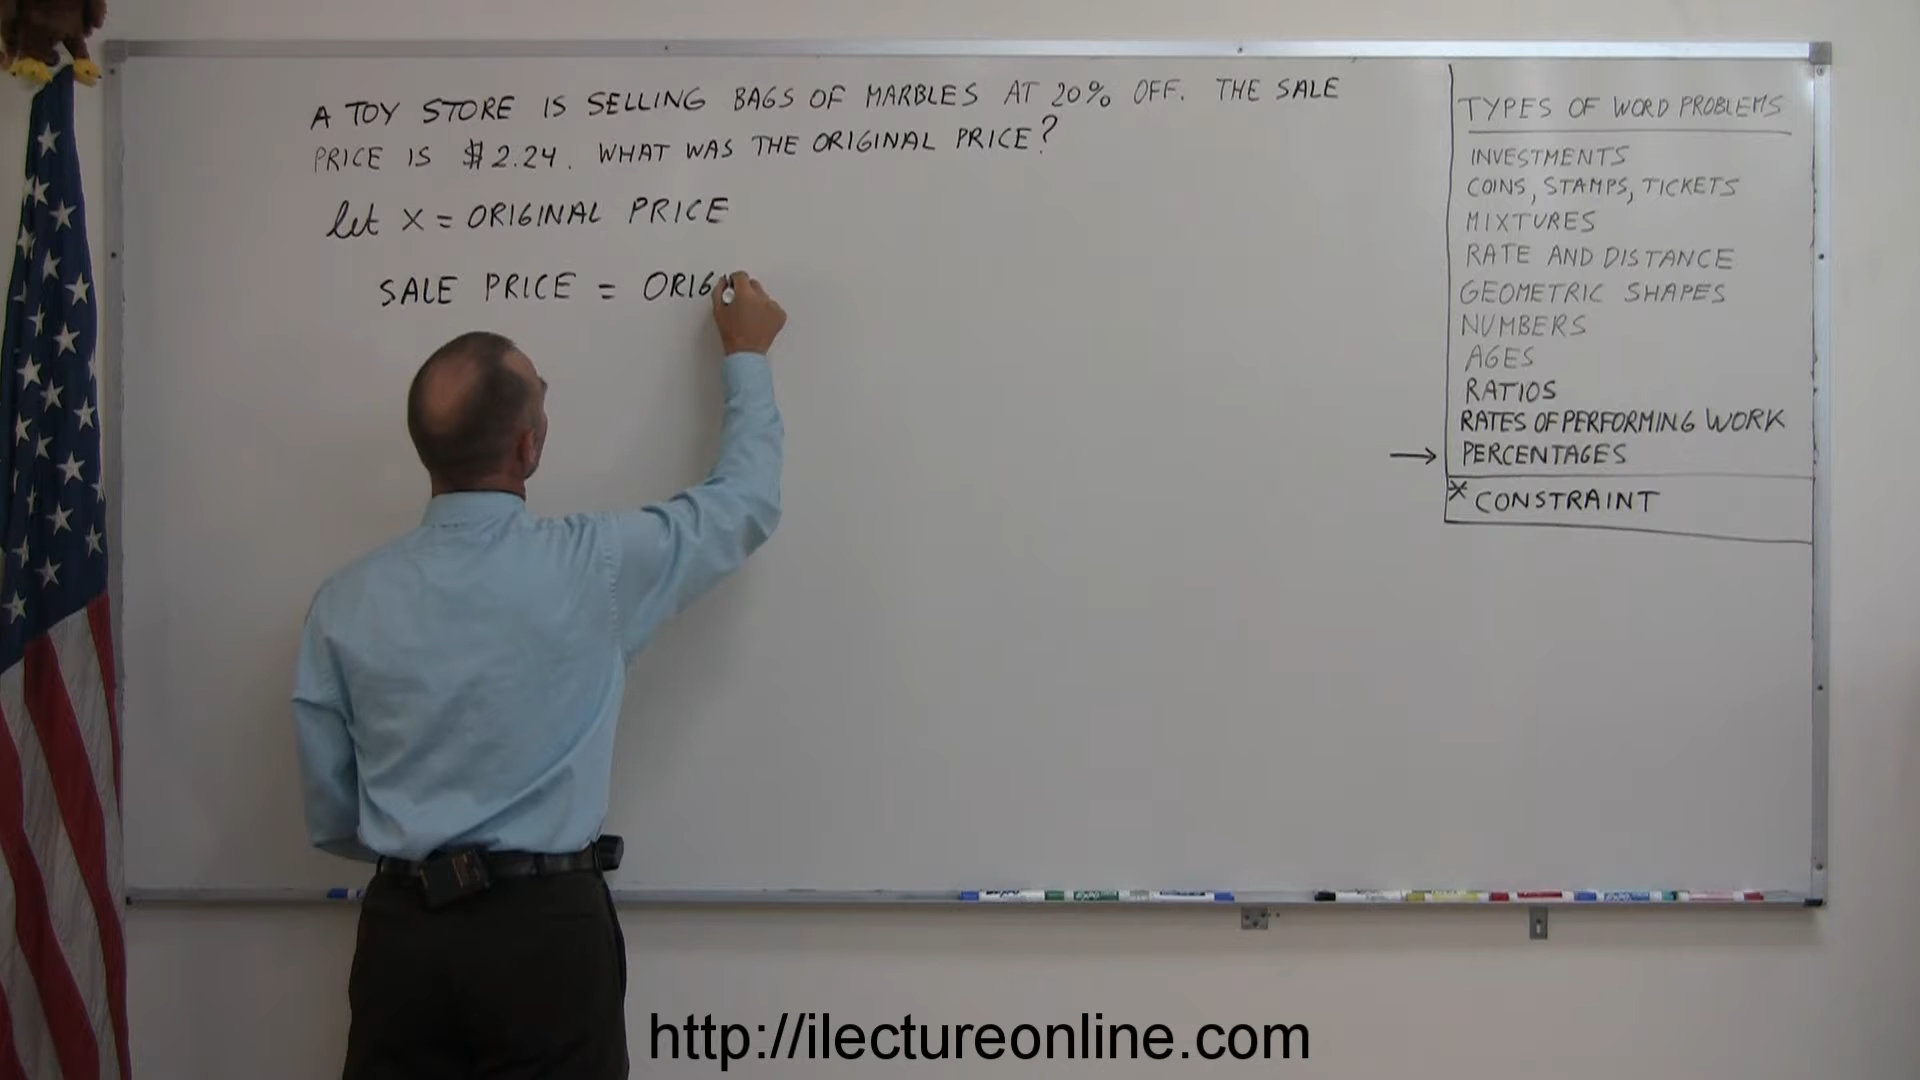 A TOY STORE IS SELLING BAGS OF MARBLES AT 20% OFF. THE SALE
PRICE IS $2.24. WHAT WAS THE ORIGINAL PRICE?
let x = ORIGINAL PRICE
SALE PRICE = ORIG
TYPES OF WORD PROBLEMS
INVESTMENTS
COINS, STAMPS, TICKETS
MIXTURES
RATE AND DISTANCE
GEOMETRIC SHAPES
NUMBERS
AGES
RATIOS
RATES OF PERFORMING WORK
→ PERCENTAGES
* CONSTRAINT
http://ilectureonline.com